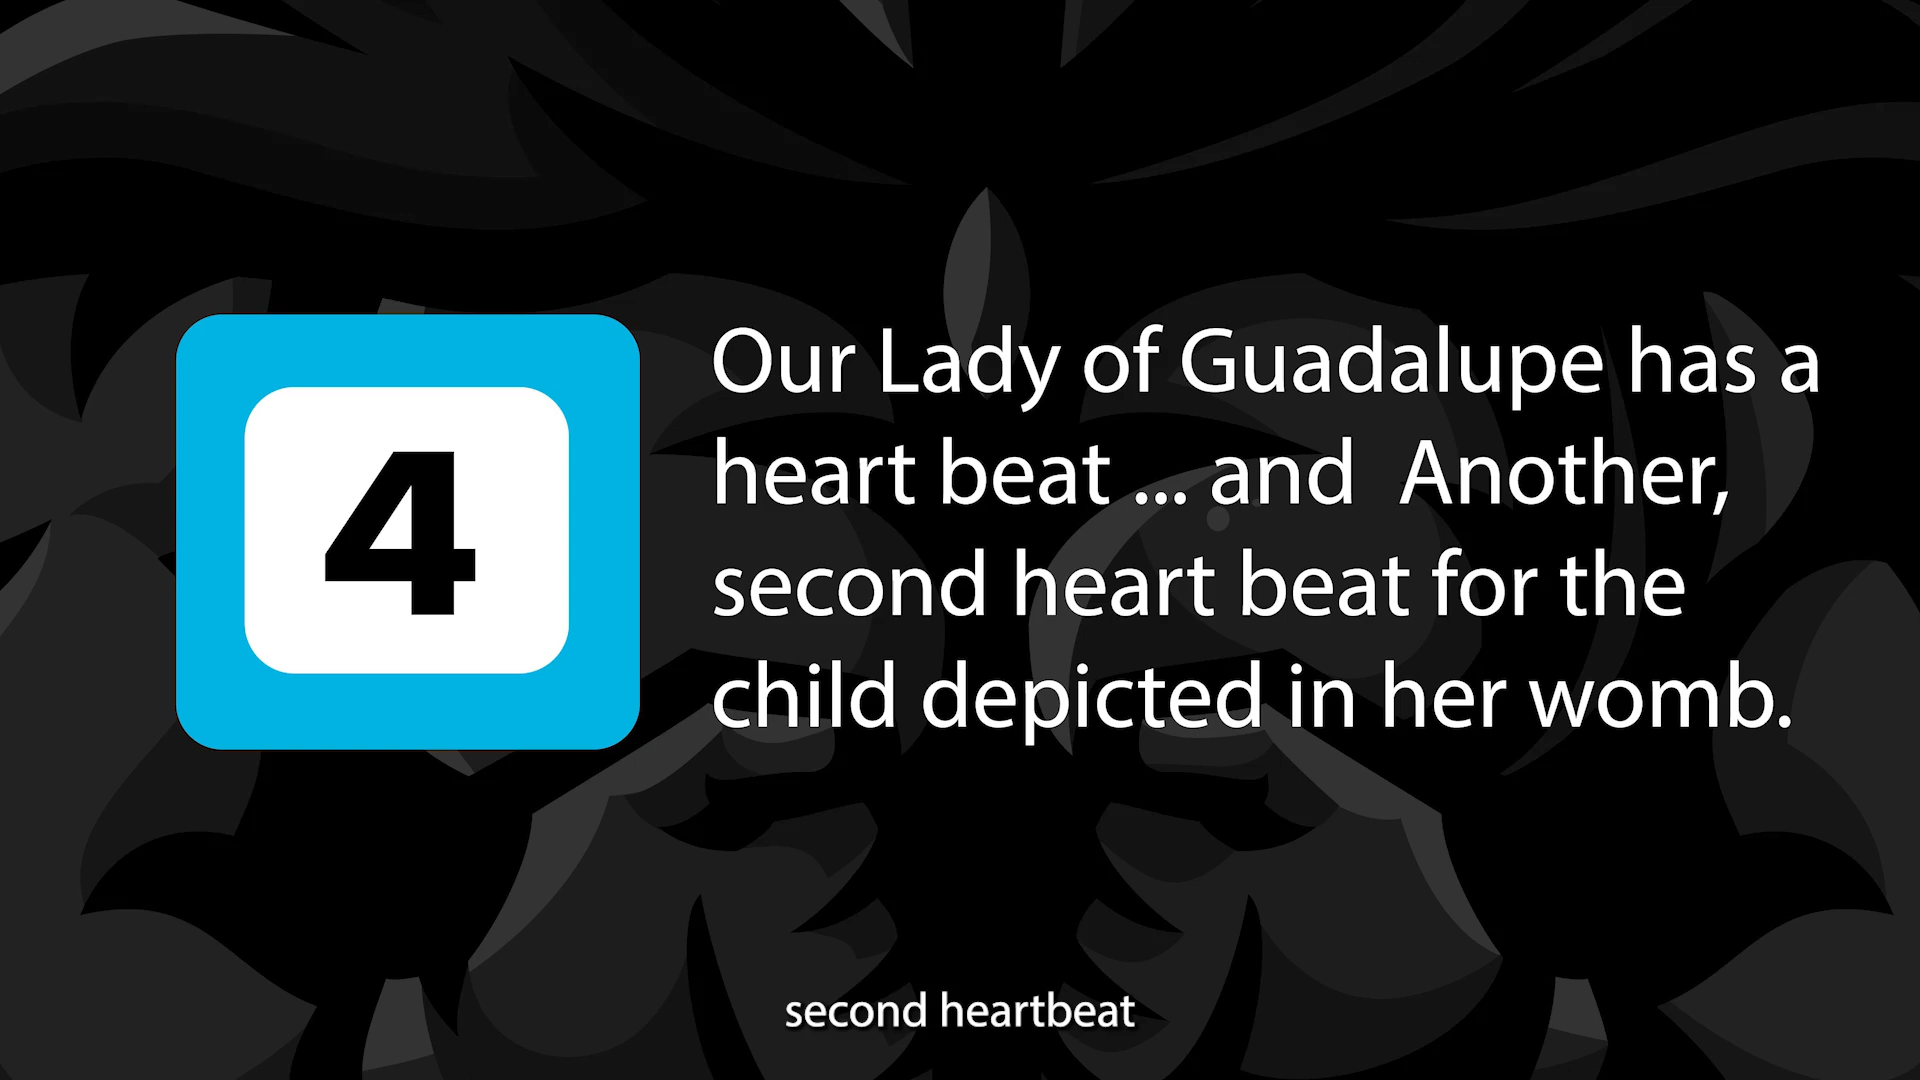 4
Our Lady of Guadalupe has a
heart beat ... and  Another,
second heart beat for the
child depicted in her womb.
second heartbeat